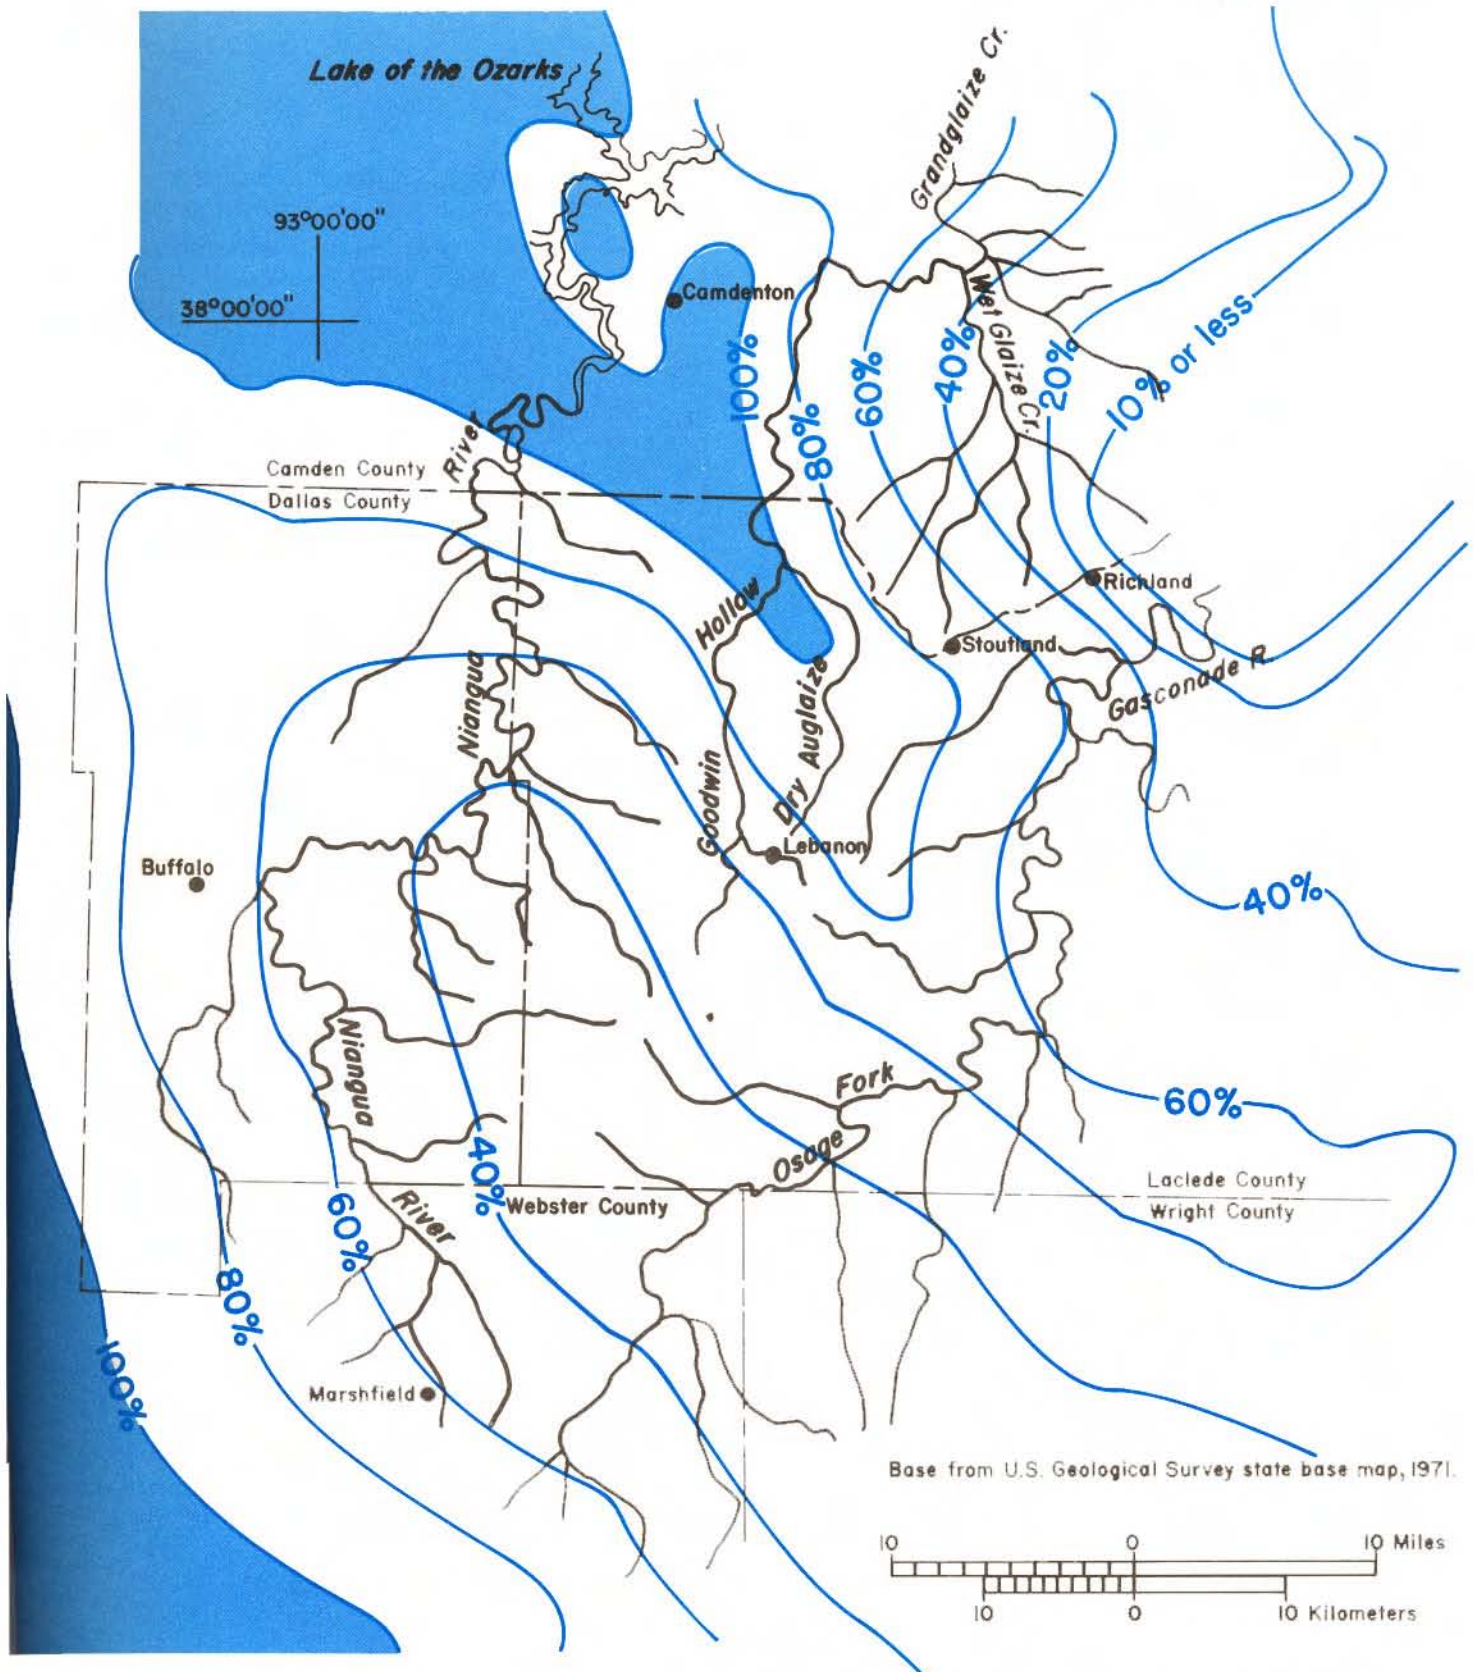 Lake of the Ozarks
Grandglaize Cr.
93°00'00"
38°00'00"
Camdenton
Wet Glaize Cr.
100%
80%
60%
40%
20%
10% or less
River
Camden County
Dallas County
Richland
Hollow
Stoutland
Gasconade R.
Niangua
Dry Auglaize
Goodwin
Lebanon
Buffalo
40%
Niangua
Fork
60%
Osage
40%
Laclede County
Webster County
Wright County
River
60%
80%
100%
Marshfield
Base from U.S. Geological Survey state base map, 1971.
10 0 10 Miles
10 0 10 Kilometers